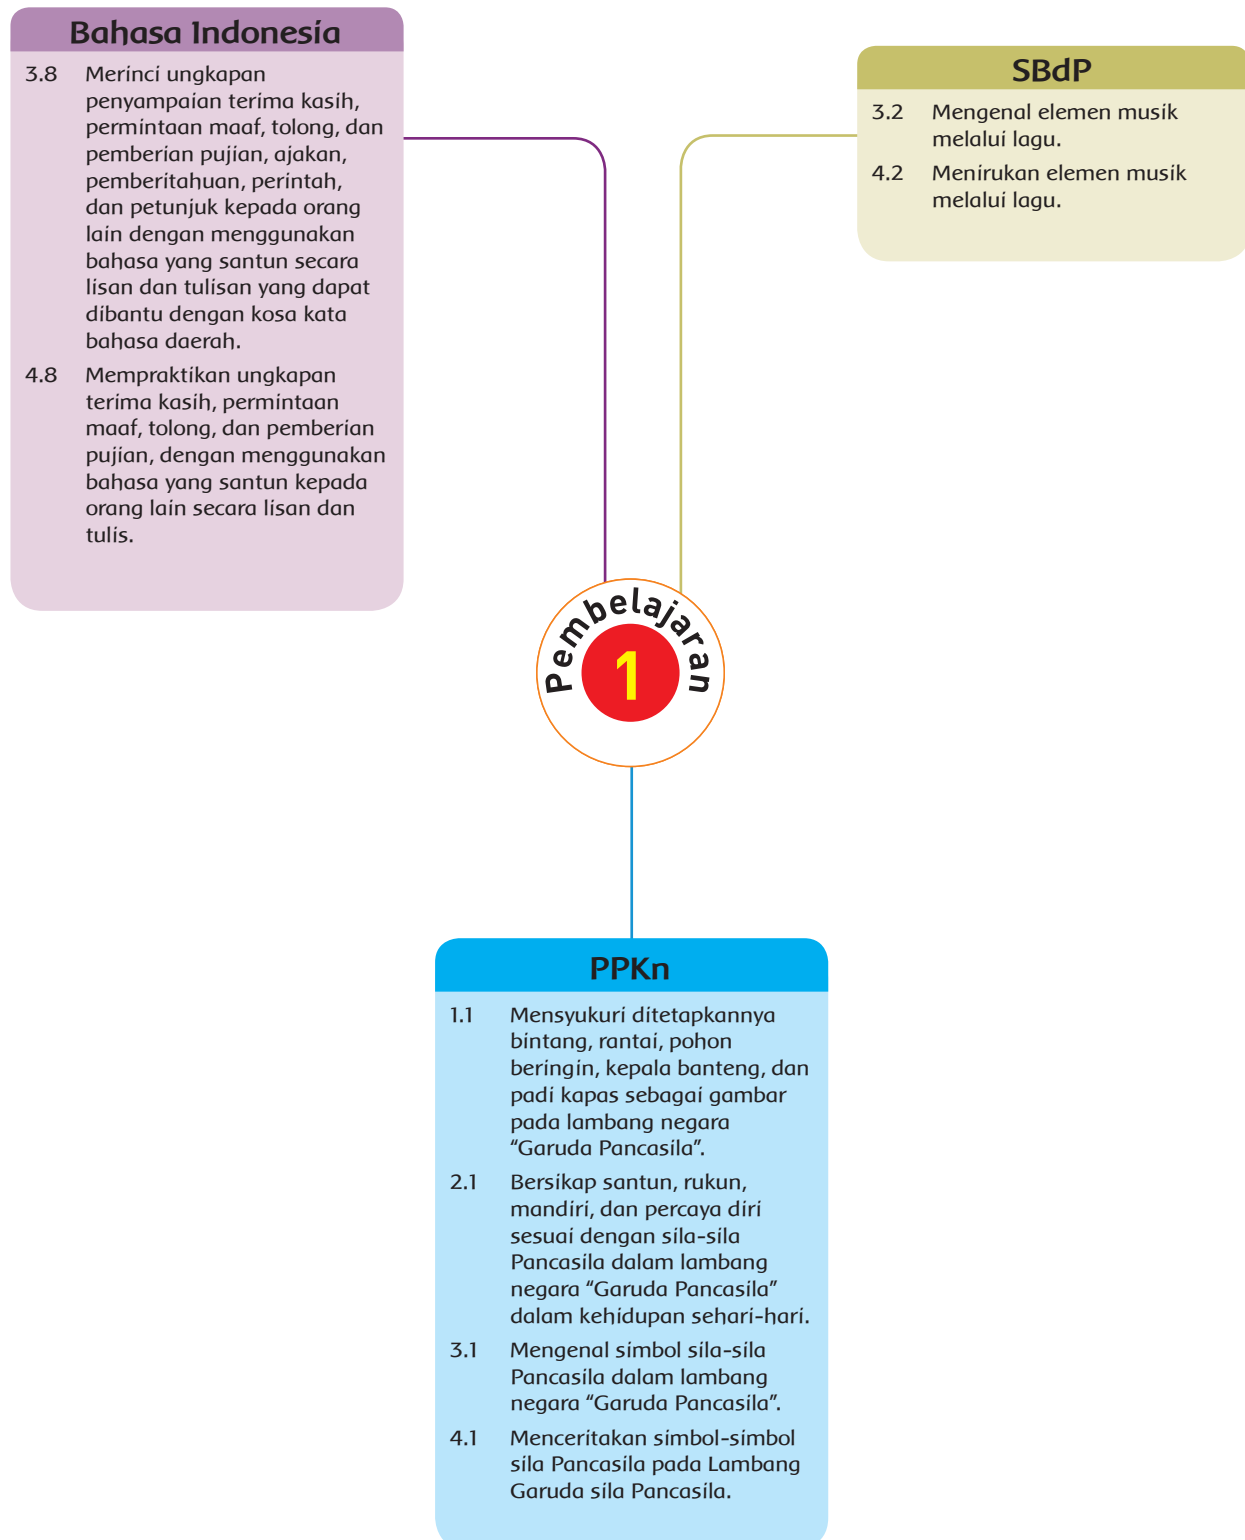 Bahasa Indonesia
3.8 Merinci ungkapan
penyampaian terima kasih,
permintaan maaf, tolong, dan
pemberian pujian, ajakan,
pemberitahuan, perintah,
dan petunjuk kepada orang
lain dengan menggunakan
bahasa yang santun secara
lisan dan tulisan yang dapat
dibantu dengan kosa kata
bahasa daerah.
4.8 Mempraktikan ungkapan
terima kasih, permintaan
maaf, tolong, dan pemberian
pujian, dengan menggunakan
bahasa yang santun kepada
orang lain secara lisan dan
tulis.
SBdP
3.2 Mengenal elemen musik
melalui lagu.
4.2 Menirukan elemen musik
melalui lagu.
Pembelajaran
1
PPKn
1.1 Mensyukuri ditetapkannya
bintang, rantai, pohon
beringin, kepala banteng, dan
padi kapas sebagai gambar
pada lambang negara
“Garuda Pancasila”.
2.1 Bersikap santun, rukun,
mandiri, dan percaya diri
sesuai dengan sila-sila
Pancasila dalam lambang
negara “Garuda Pancasila”
dalam kehidupan sehari-hari.
3.1 Mengenal simbol sila-sila
Pancasila dalam lambang
negara “Garuda Pancasila”.
4.1 Menceritakan simbol-simbol
sila Pancasila pada Lambang
Garuda sila Pancasila.